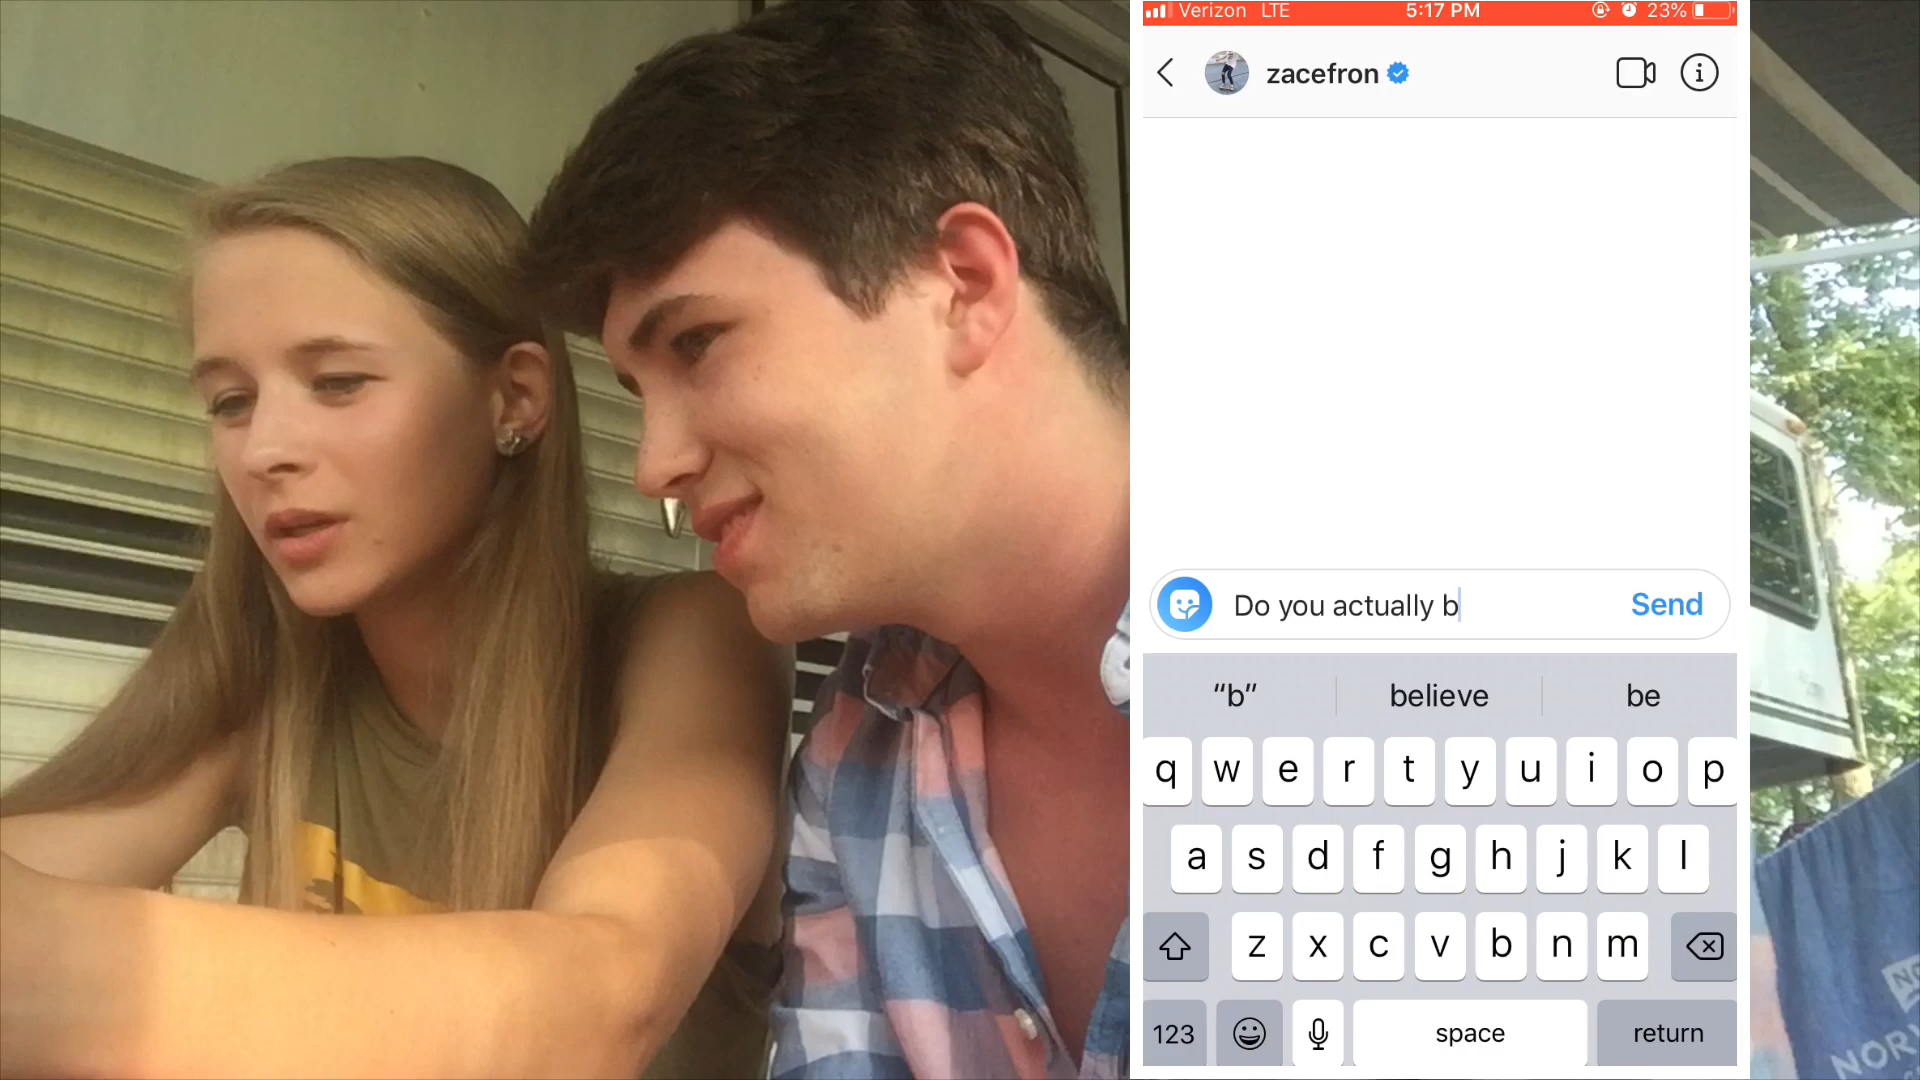 Verizon LTE 5:17 PM 23%
zacefron
Do you actually b Send
“b” believe be
q w e r t y u i o p
a s d f g h j k l
z x c v b n m
123 space return
NOR